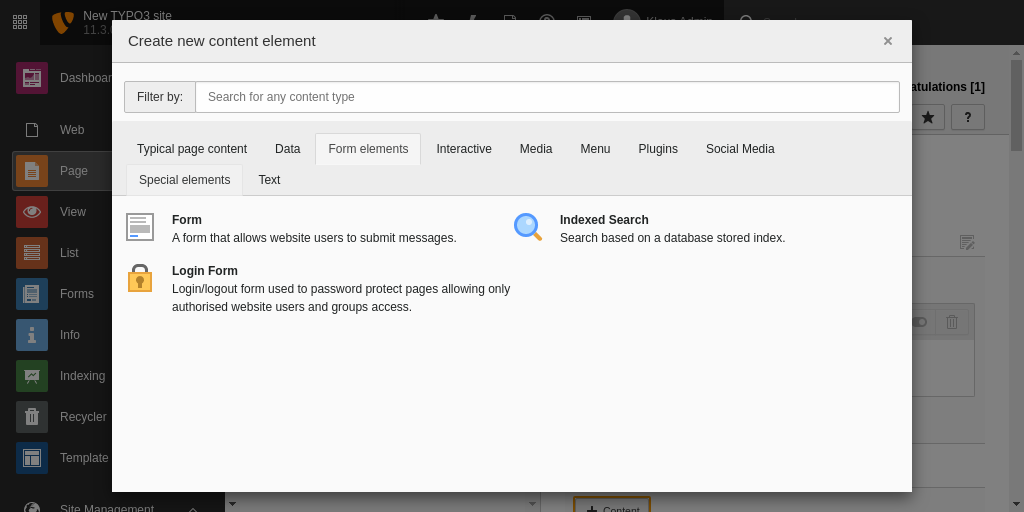 New TYPO3 site
11.3.
Create new content element
×
Filter by: Search for any content type
Typical page content Data Form elements Interactive Media Menu Plugins Social Media
Special elements Text
Form
A form that allows website users to submit messages.
Indexed Search
Search based on a database stored index.
Login Form
Login/logout form used to password protect pages allowing only
authorised website users and groups access.
Dashboar
Web
Page
View
List
Forms
Info
Indexing
Recycler
Template
Site Management
Klaus Admin
atulations [1]
?
Content